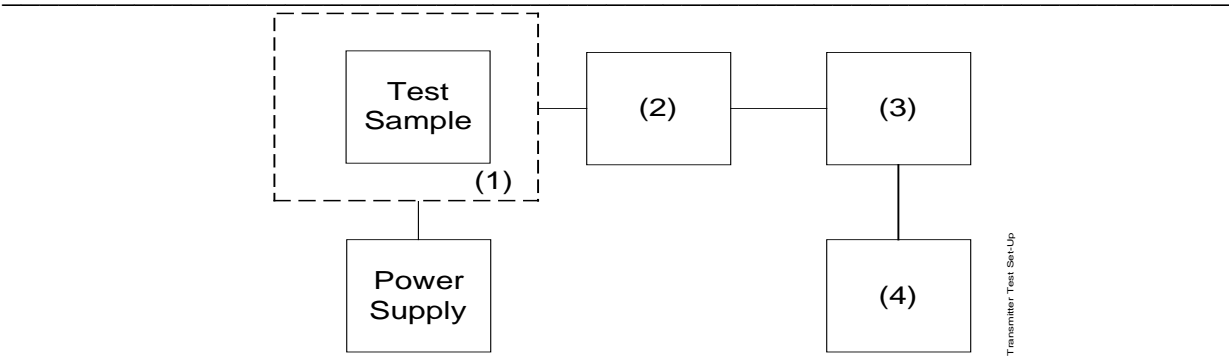 Test
Sample
(1)
(2)
(3)
Power
Supply
(4)
Transmitter Test Set-Up